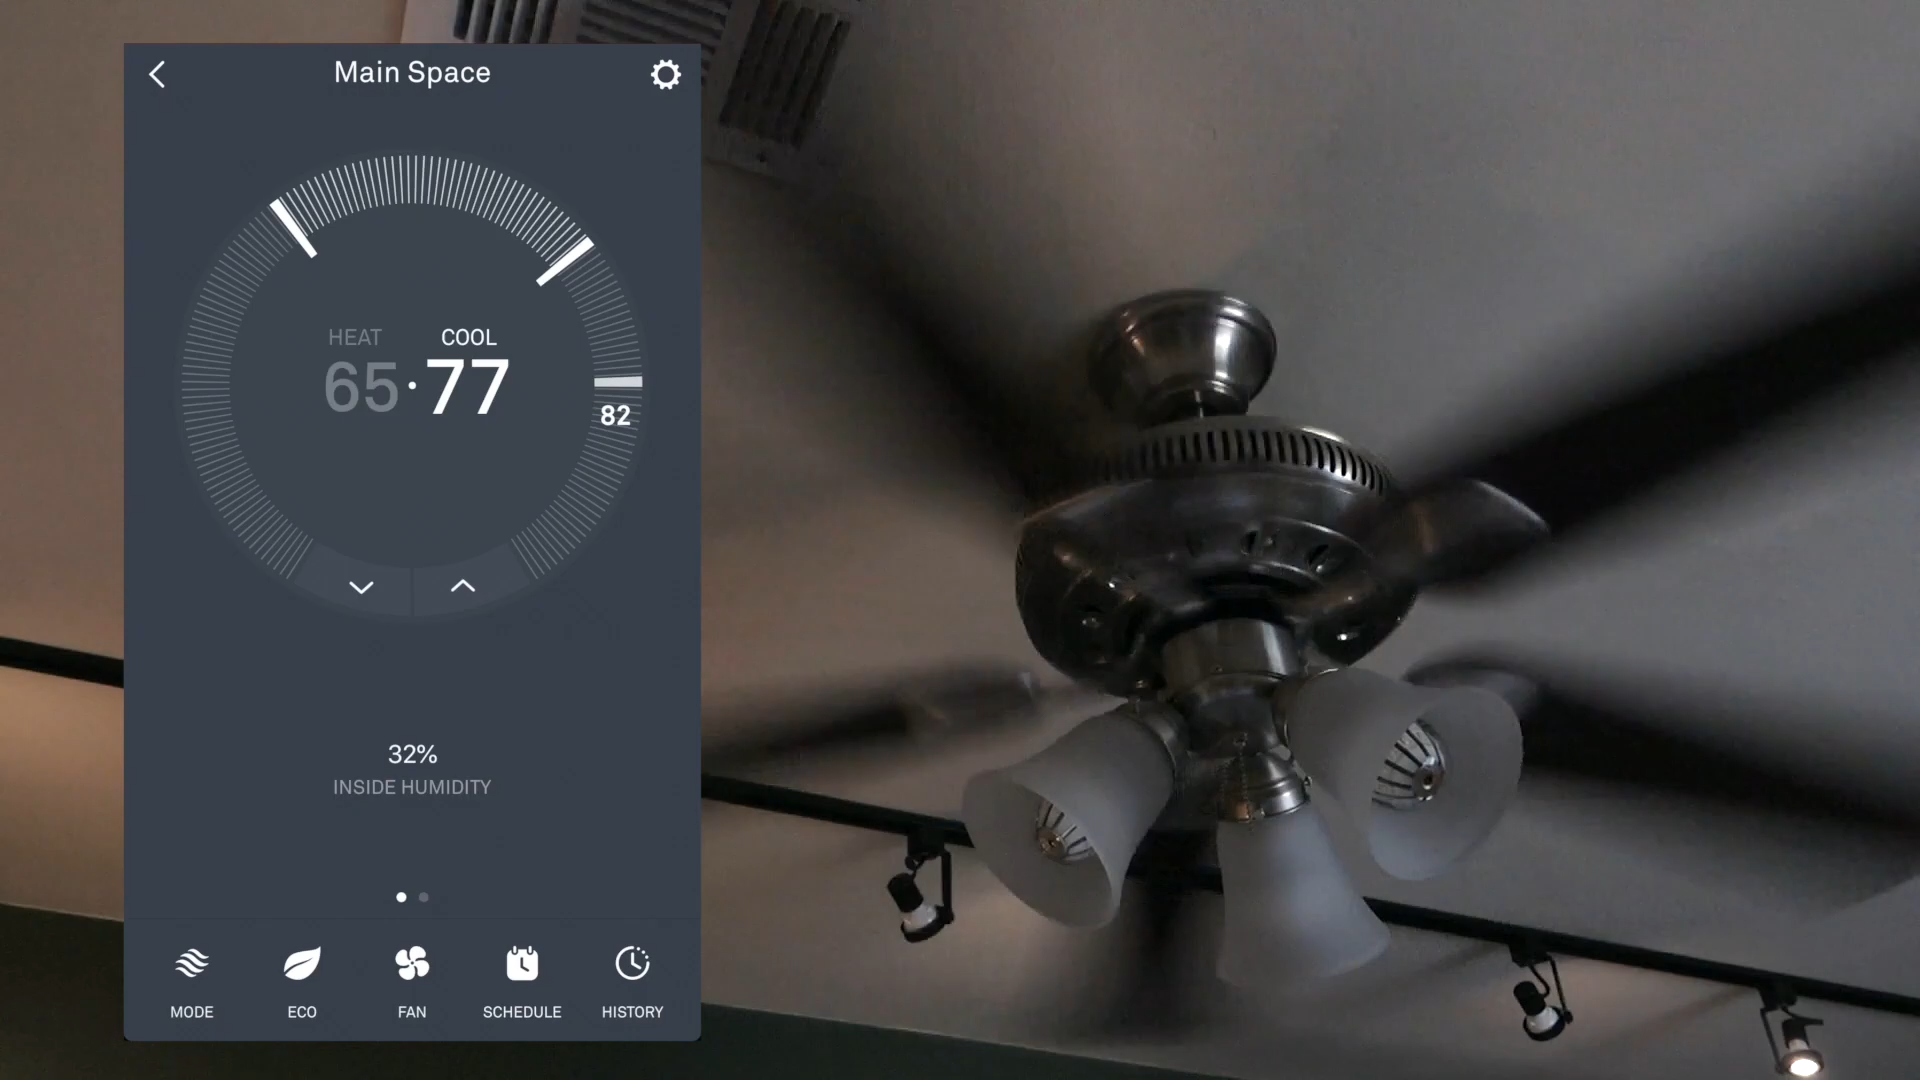 Main Space
HEAT COOL
65·77
82
32%
INSIDE HUMIDITY
MODE ECO FAN SCHEDULE HISTORY